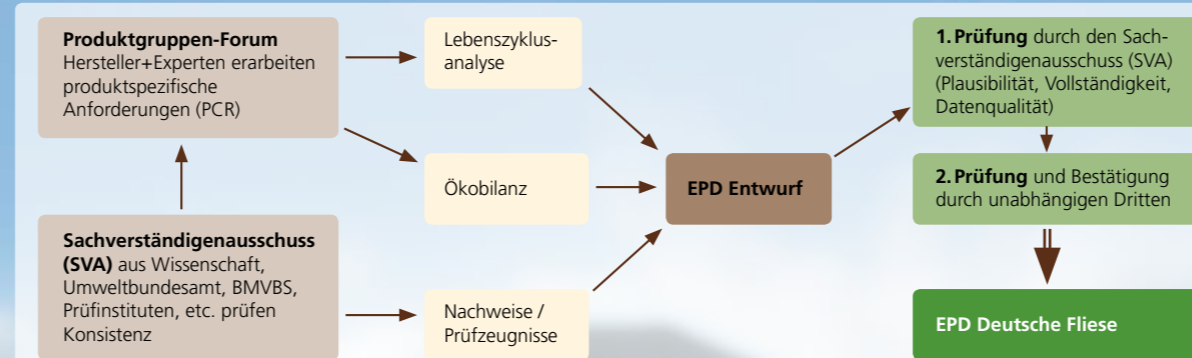 Produktgruppen-Forum
Hersteller+Experten erarbeiten
produktspezifische
Anforderungen (PCR)
Sachverständigenausschuss
(SVA) aus Wissenschaft,
Umweltbundesamt, BMVBS,
Prüfinstituten, etc. prüfen
Konsistenz
Lebenszyklus-
analyse
Ökobilanz
Nachweise /
Prüfzeugnisse
EPD Entwurf
1. Prüfung durch den Sach-
verständigenausschuss (SVA)
(Plausibilität, Vollständigkeit,
Datenqualität)
2. Prüfung und Bestätigung
durch unabhängigen Dritten
EPD Deutsche Fliese